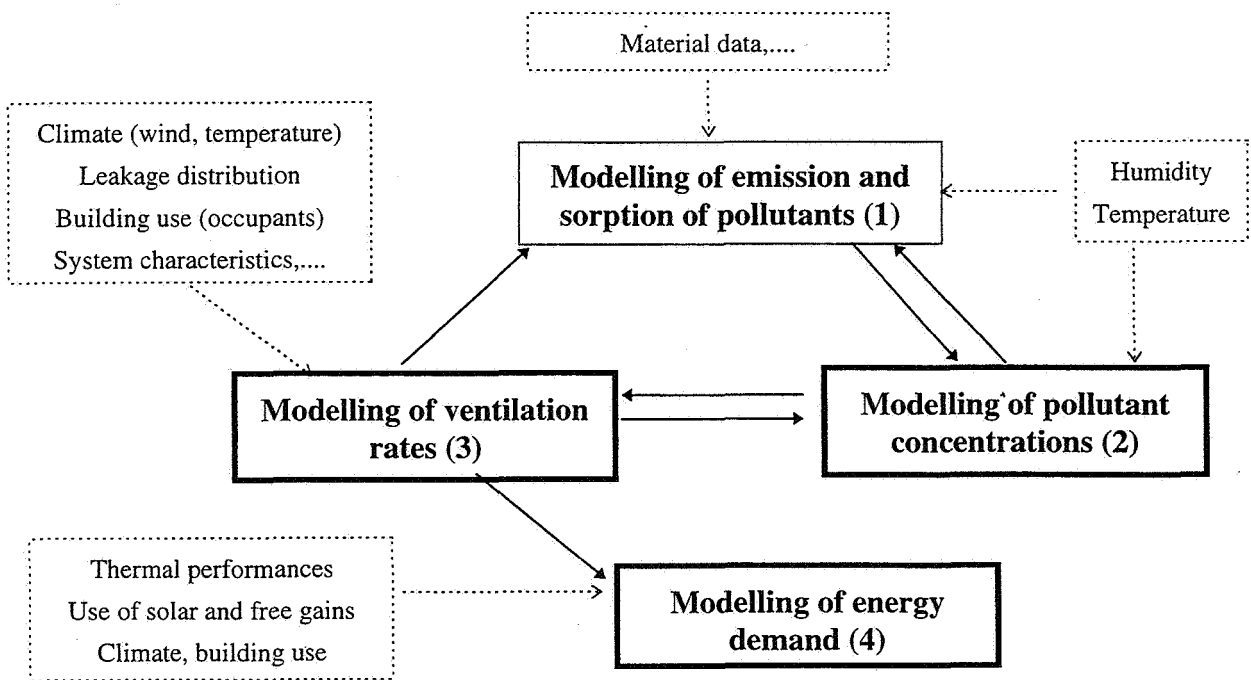 Material data,....
Climate (wind, temperature)
Leakage distribution
Building use (occupants)
System characteristics,....
Modelling of emission and
sorption of pollutants (1)
Humidity
Temperature
Modelling of ventilation
rates (3)
Modelling of pollutant
concentrations (2)
Thermal performances
Use of solar and free gains
Climate, building use
Modelling of energy
demand (4)